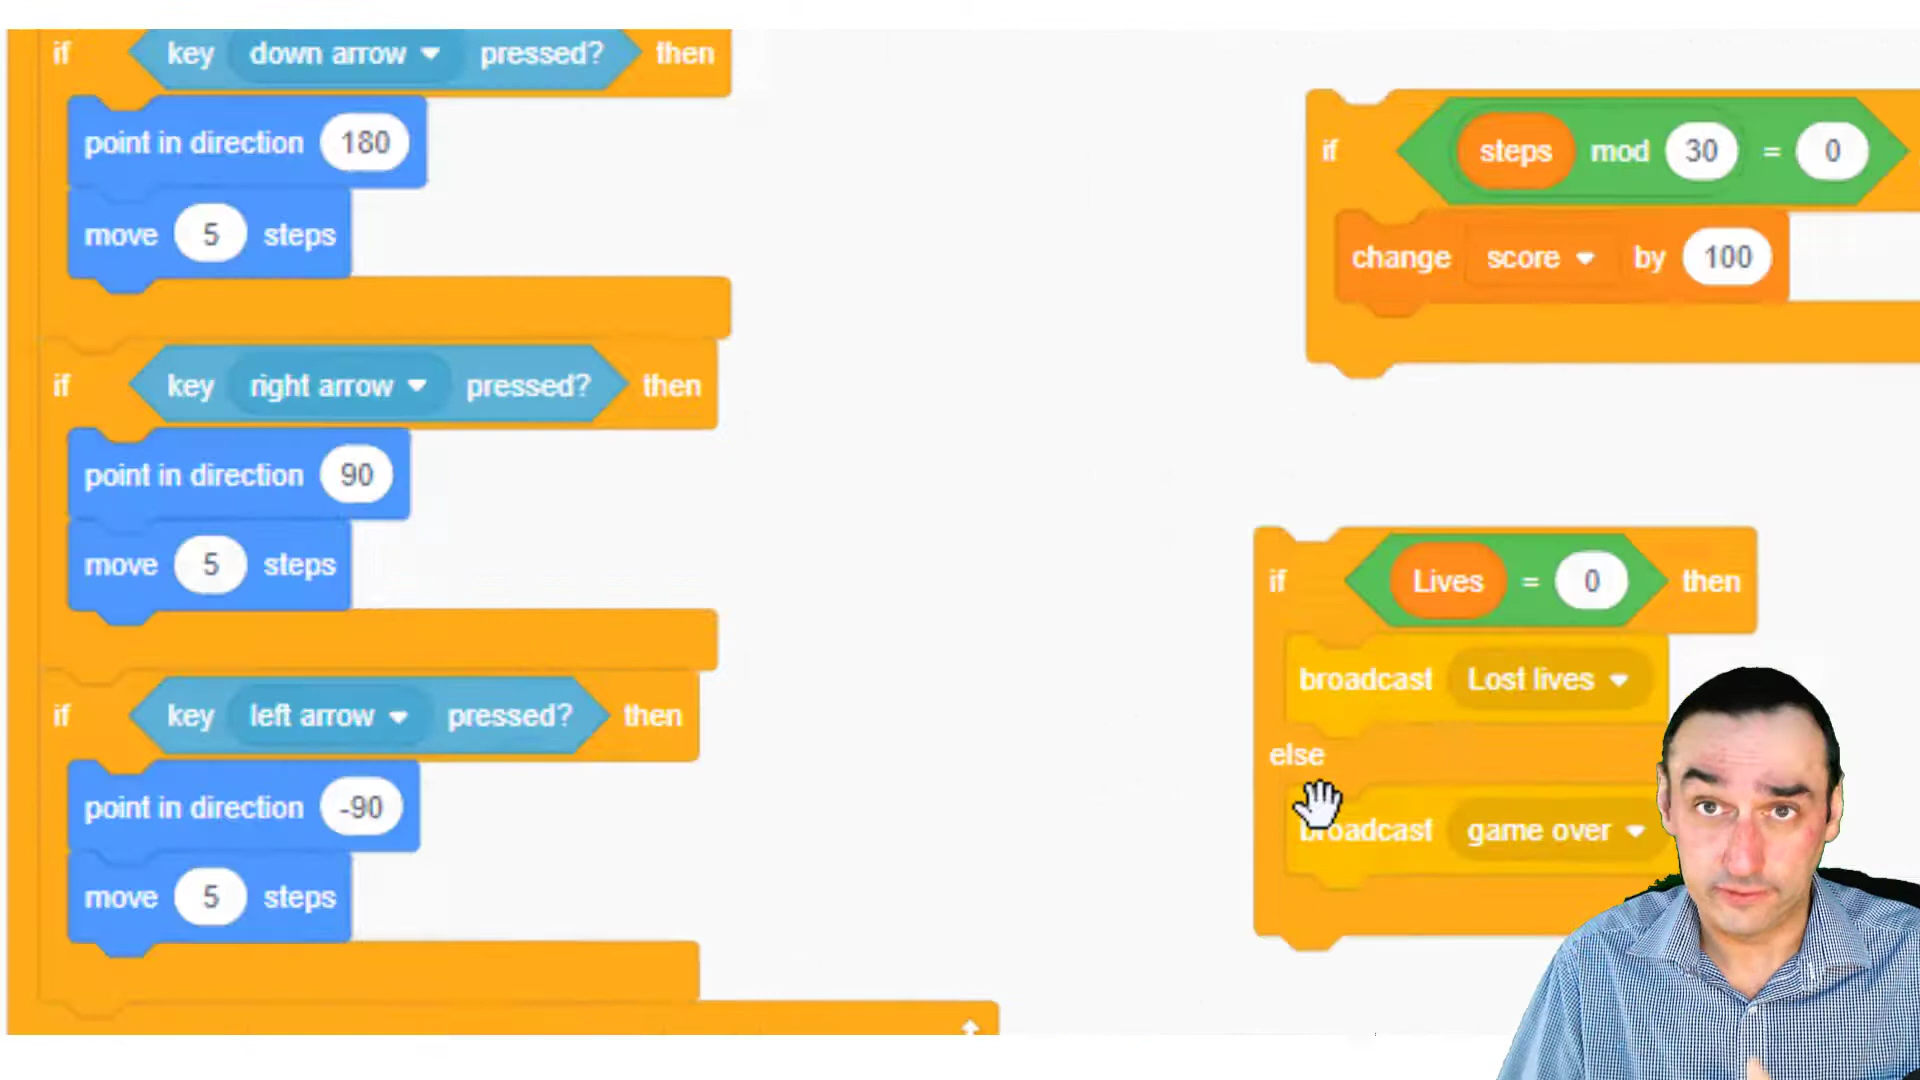 if key down arrow pressed? then
point in direction 180
move 5 steps
if key right arrow pressed? then
point in direction 90
move 5 steps
if key left arrow pressed? then
point in direction -90
move 5 steps
if steps mod 30 = 0
change score by 100
if Lives = 0 then
broadcast Lost lives
else
broadcast game over